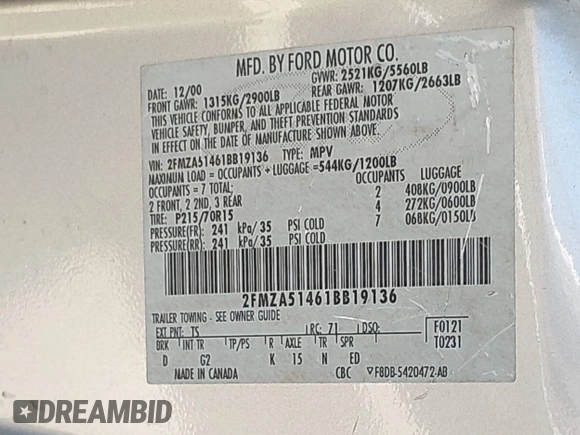 MFD. BY FORD MOTOR CO.
DATE: 12/00 GVWR: 2521KG/5560LB
FRONT GAWR: 1315KG/2900LB REAR GAWR: 1207KG/2663LB
THIS VEHICLE CONFORMS TO ALL APPLICABLE FEDERAL MOTOR
VEHICLE SAFETY, BUMPER, AND THEFT PREVENTION STANDARDS
IN EFFECT ON THE DATE OF MANUFACTURE SHOWN ABOVE.
VIN: 2FMZA51461BB19136 TYPE: MPV
MAXIMUM LOAD = OCCUPANTS + LUGGAGE =544KG/1200LB
OCCUPANTS = 7 TOTAL; OCCUPANTS LUGGAGE
2 FRONT, 2 2ND, 3 REAR 2 408KG/0900LB
TIRE: P215/70R15 4 272KG/0600LB
PRESSURE(FR): 241 kPa/35 PSI COLD 7 068KG/0150LB
PRESSURE(RR): 241 kPa/35 PSI COLD
2FMZA51461BB19136
TRAILER TOWING - SEE OWNER GUIDE
EXT PNT: TS RC: 71 DSO: F0121
BRK INT TR TP/PS R AXLE TR SPR T0231
D G2 K 15 N ED
MADE IN CANADA CBC F8DB-5420472-AB
DREAMBID